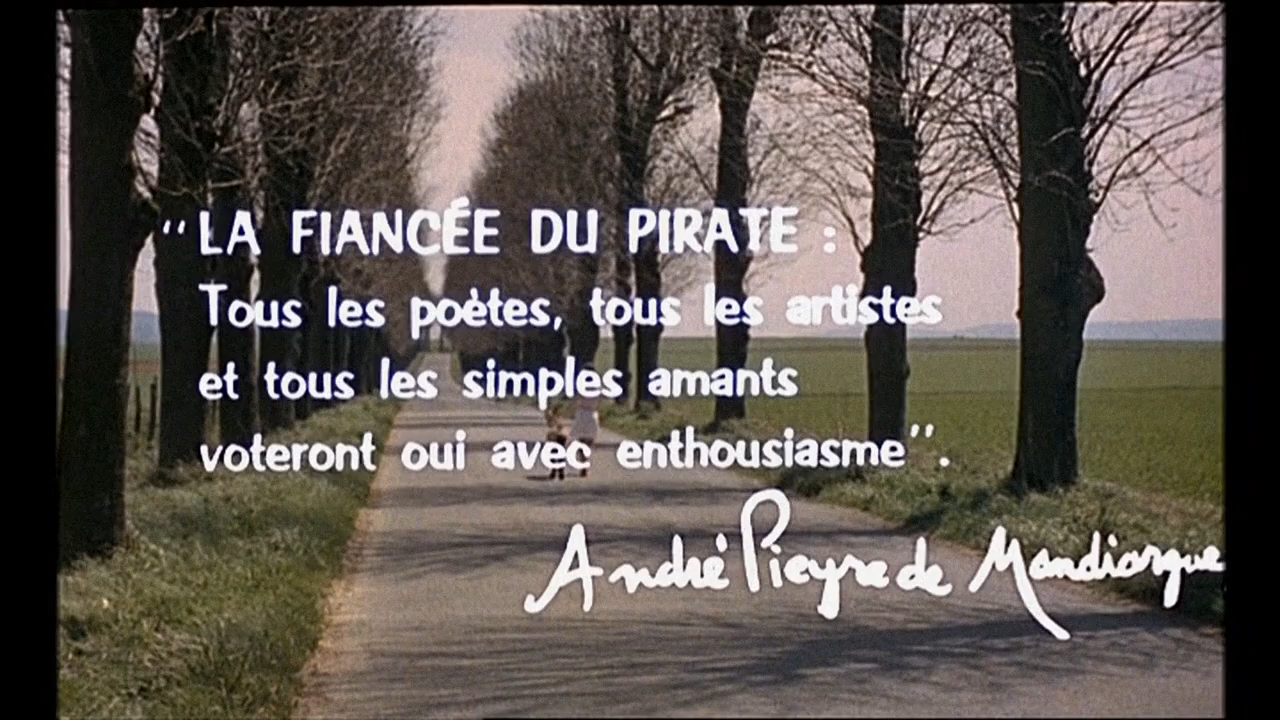 “LA FIANCÉE DU PIRATE :
Tous les poètes, tous les artistes
et tous les simples amants
voteront oui avec enthousiasme”.
André Pieyre de Mandiargue